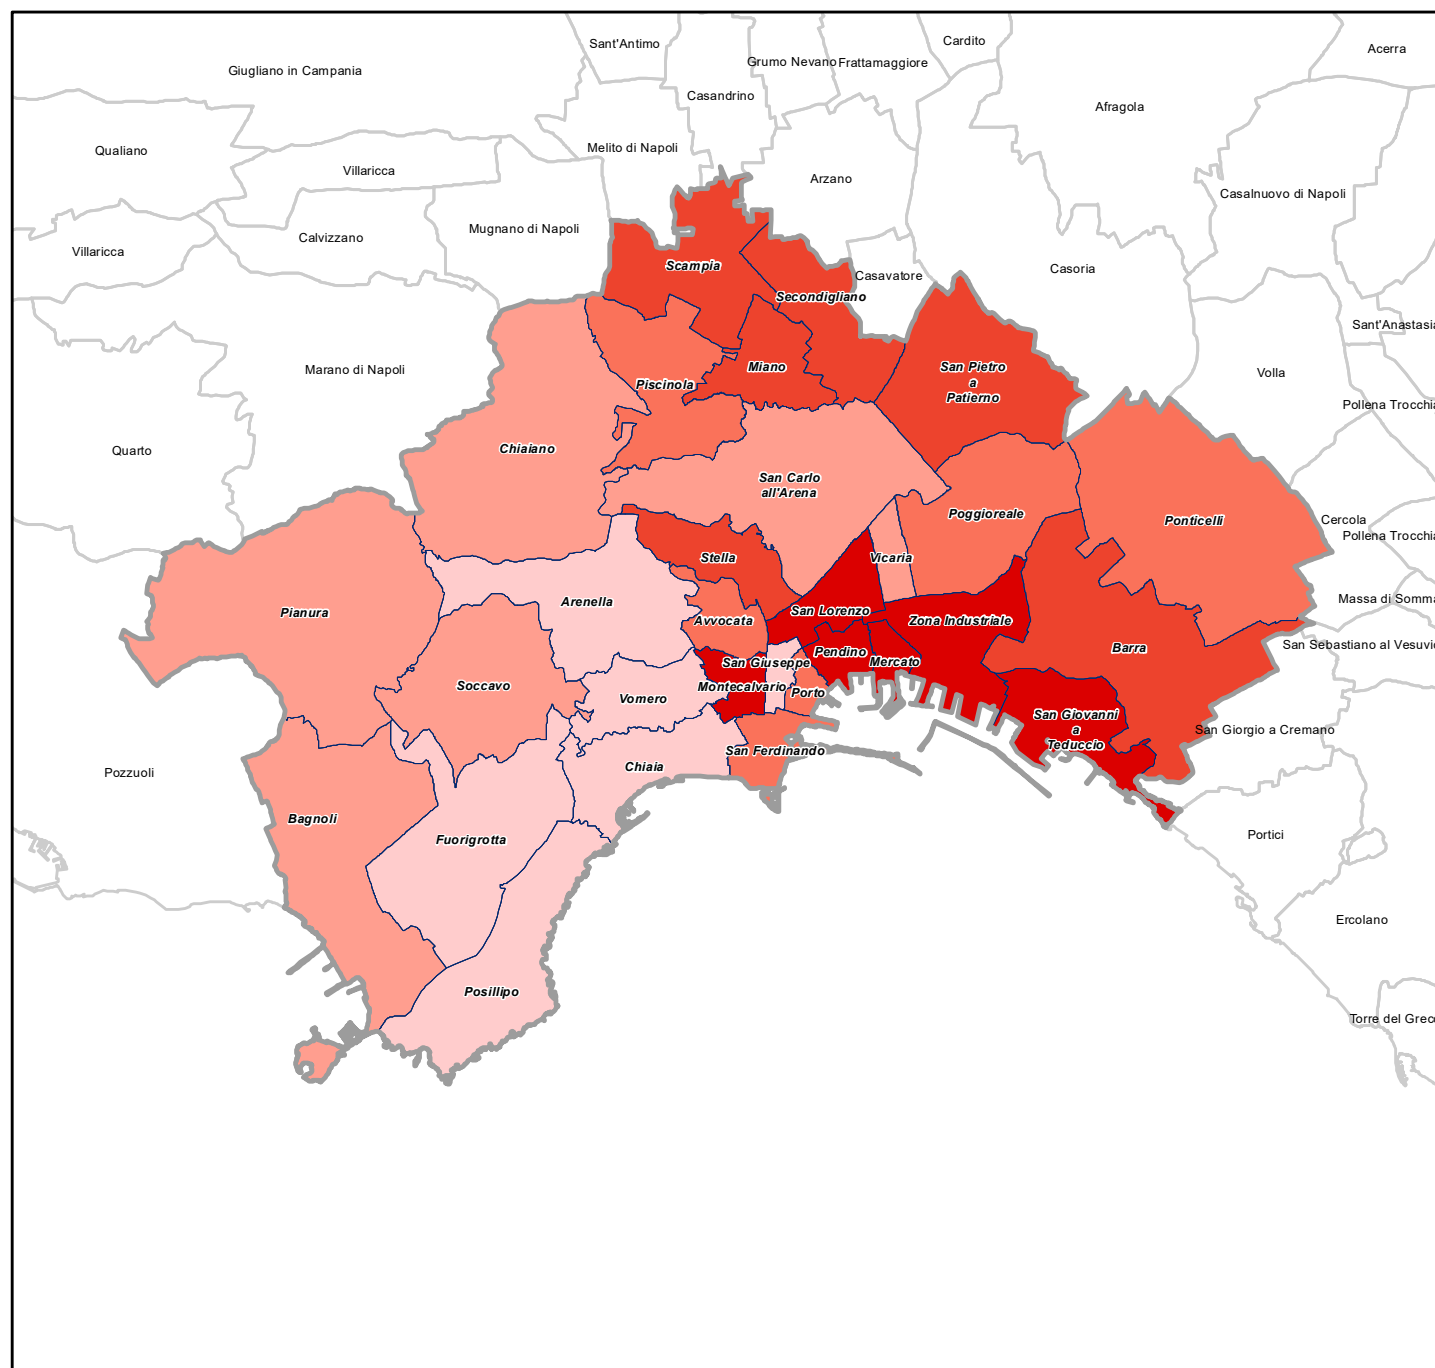 Sant'Antimo
Cardito
Acerra
Giugliano in Campania
Grumo Nevano
Frattamaggiore
Casandrino
Afragola
Qualiano
Melito di Napoli
Villaricca
Arzano
Casalnuovo di Napoli
Mugnano di Napoli
Calvizzano
Villaricca
Scampia
Casavatore
Casoria
Secondigliano
Sant'Anastasia
Marano di Napoli
Miano
San Pietro
a
Patierno
Volla
Piscinola
Pollena Trocchia
Quarto
Chiaiano
San Carlo
all'Arena
Poggioreale
Ponticelli
Cercola
Pollena Trocchia
Stella
Vicaria
Arenella
Massa di Somma
Pianura
San Lorenzo
Avvocata
Zona Industriale
Barra
San Sebastiano al Vesuvio
Pendino
San Giuseppe
Mercato
Soccavo
Montecalvario
Porto
Vomero
San Giovanni
a
Teduccio
San Giorgio a Cremano
San Ferdinando
Chiaia
Pozzuoli
Bagnoli
Fuorigrotta
Portici
Ercolano
Posillipo
Torre del Greco